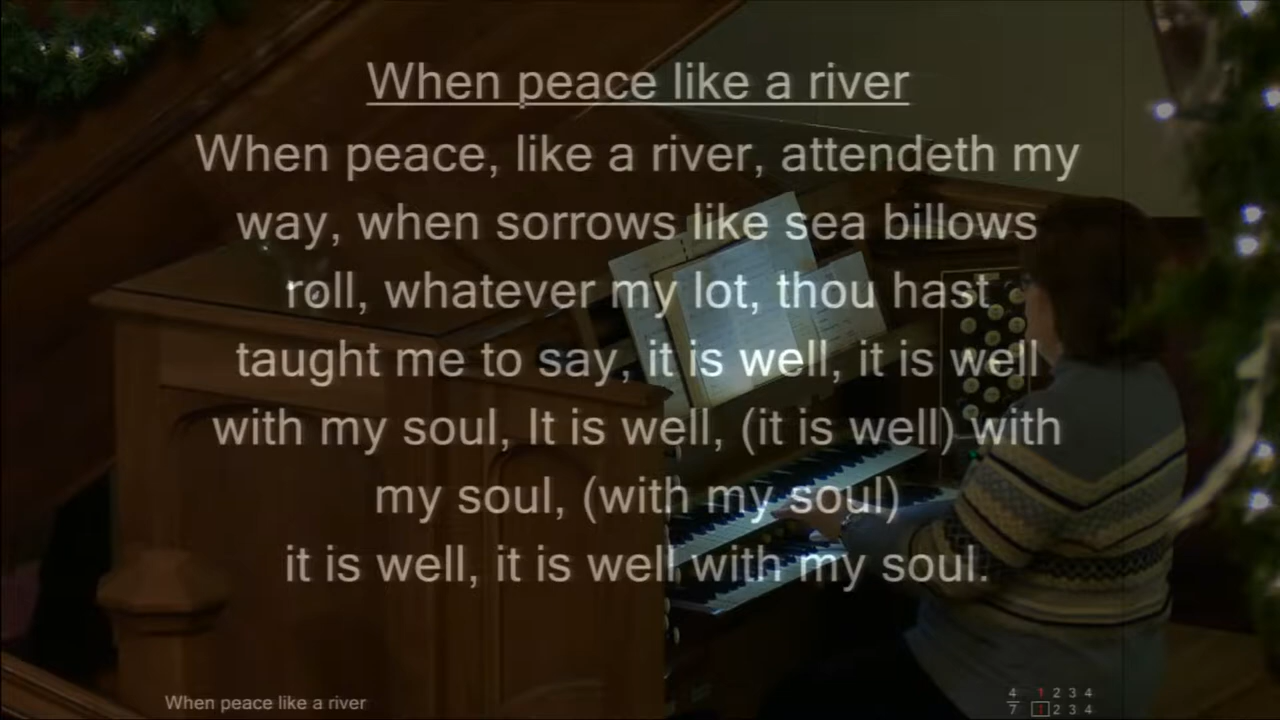 When peace like a river
When peace, like a river, attendeth my
way, when sorrows like sea billows
roll, whatever my lot, thou hast
taught me to say, it is well, it is well
with my soul, It is well, (it is well) with
my soul, (with my soul)
it is well, it is well with my soul.
When peace like a river
4 1 2 3 4
7 1 2 3 4